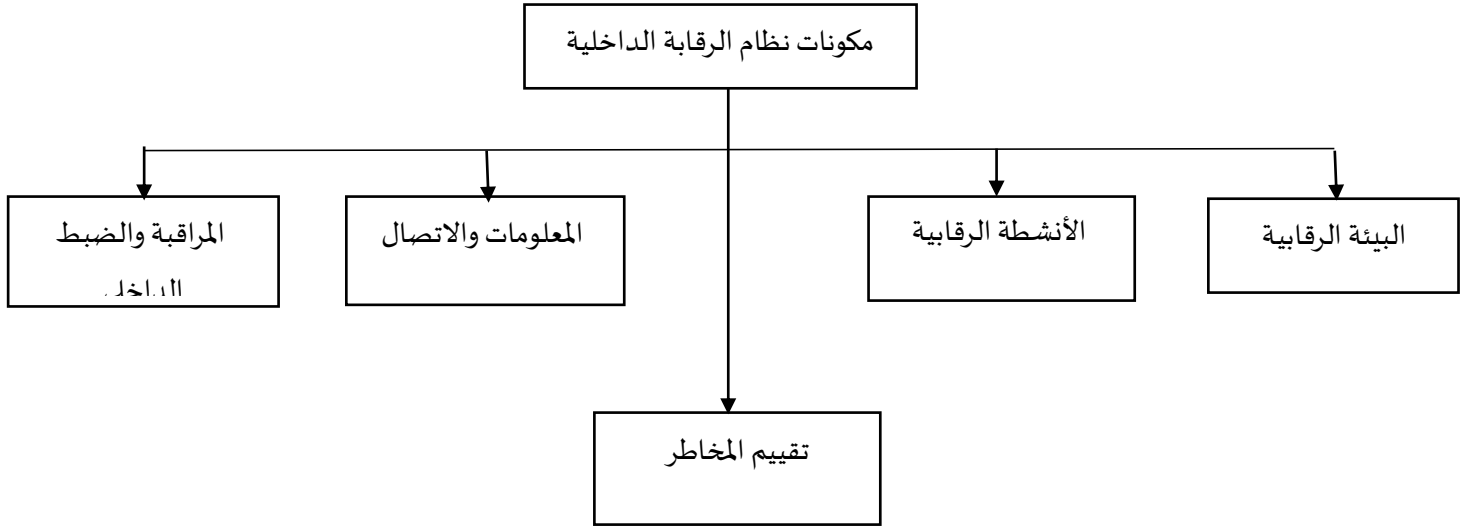 مكونات نظام الرقابة الداخلية
البيئة الرقابية
الأنشطة الرقابية
المعلومات والاتصال
المراقبة والضبط
تقييم المخاطر